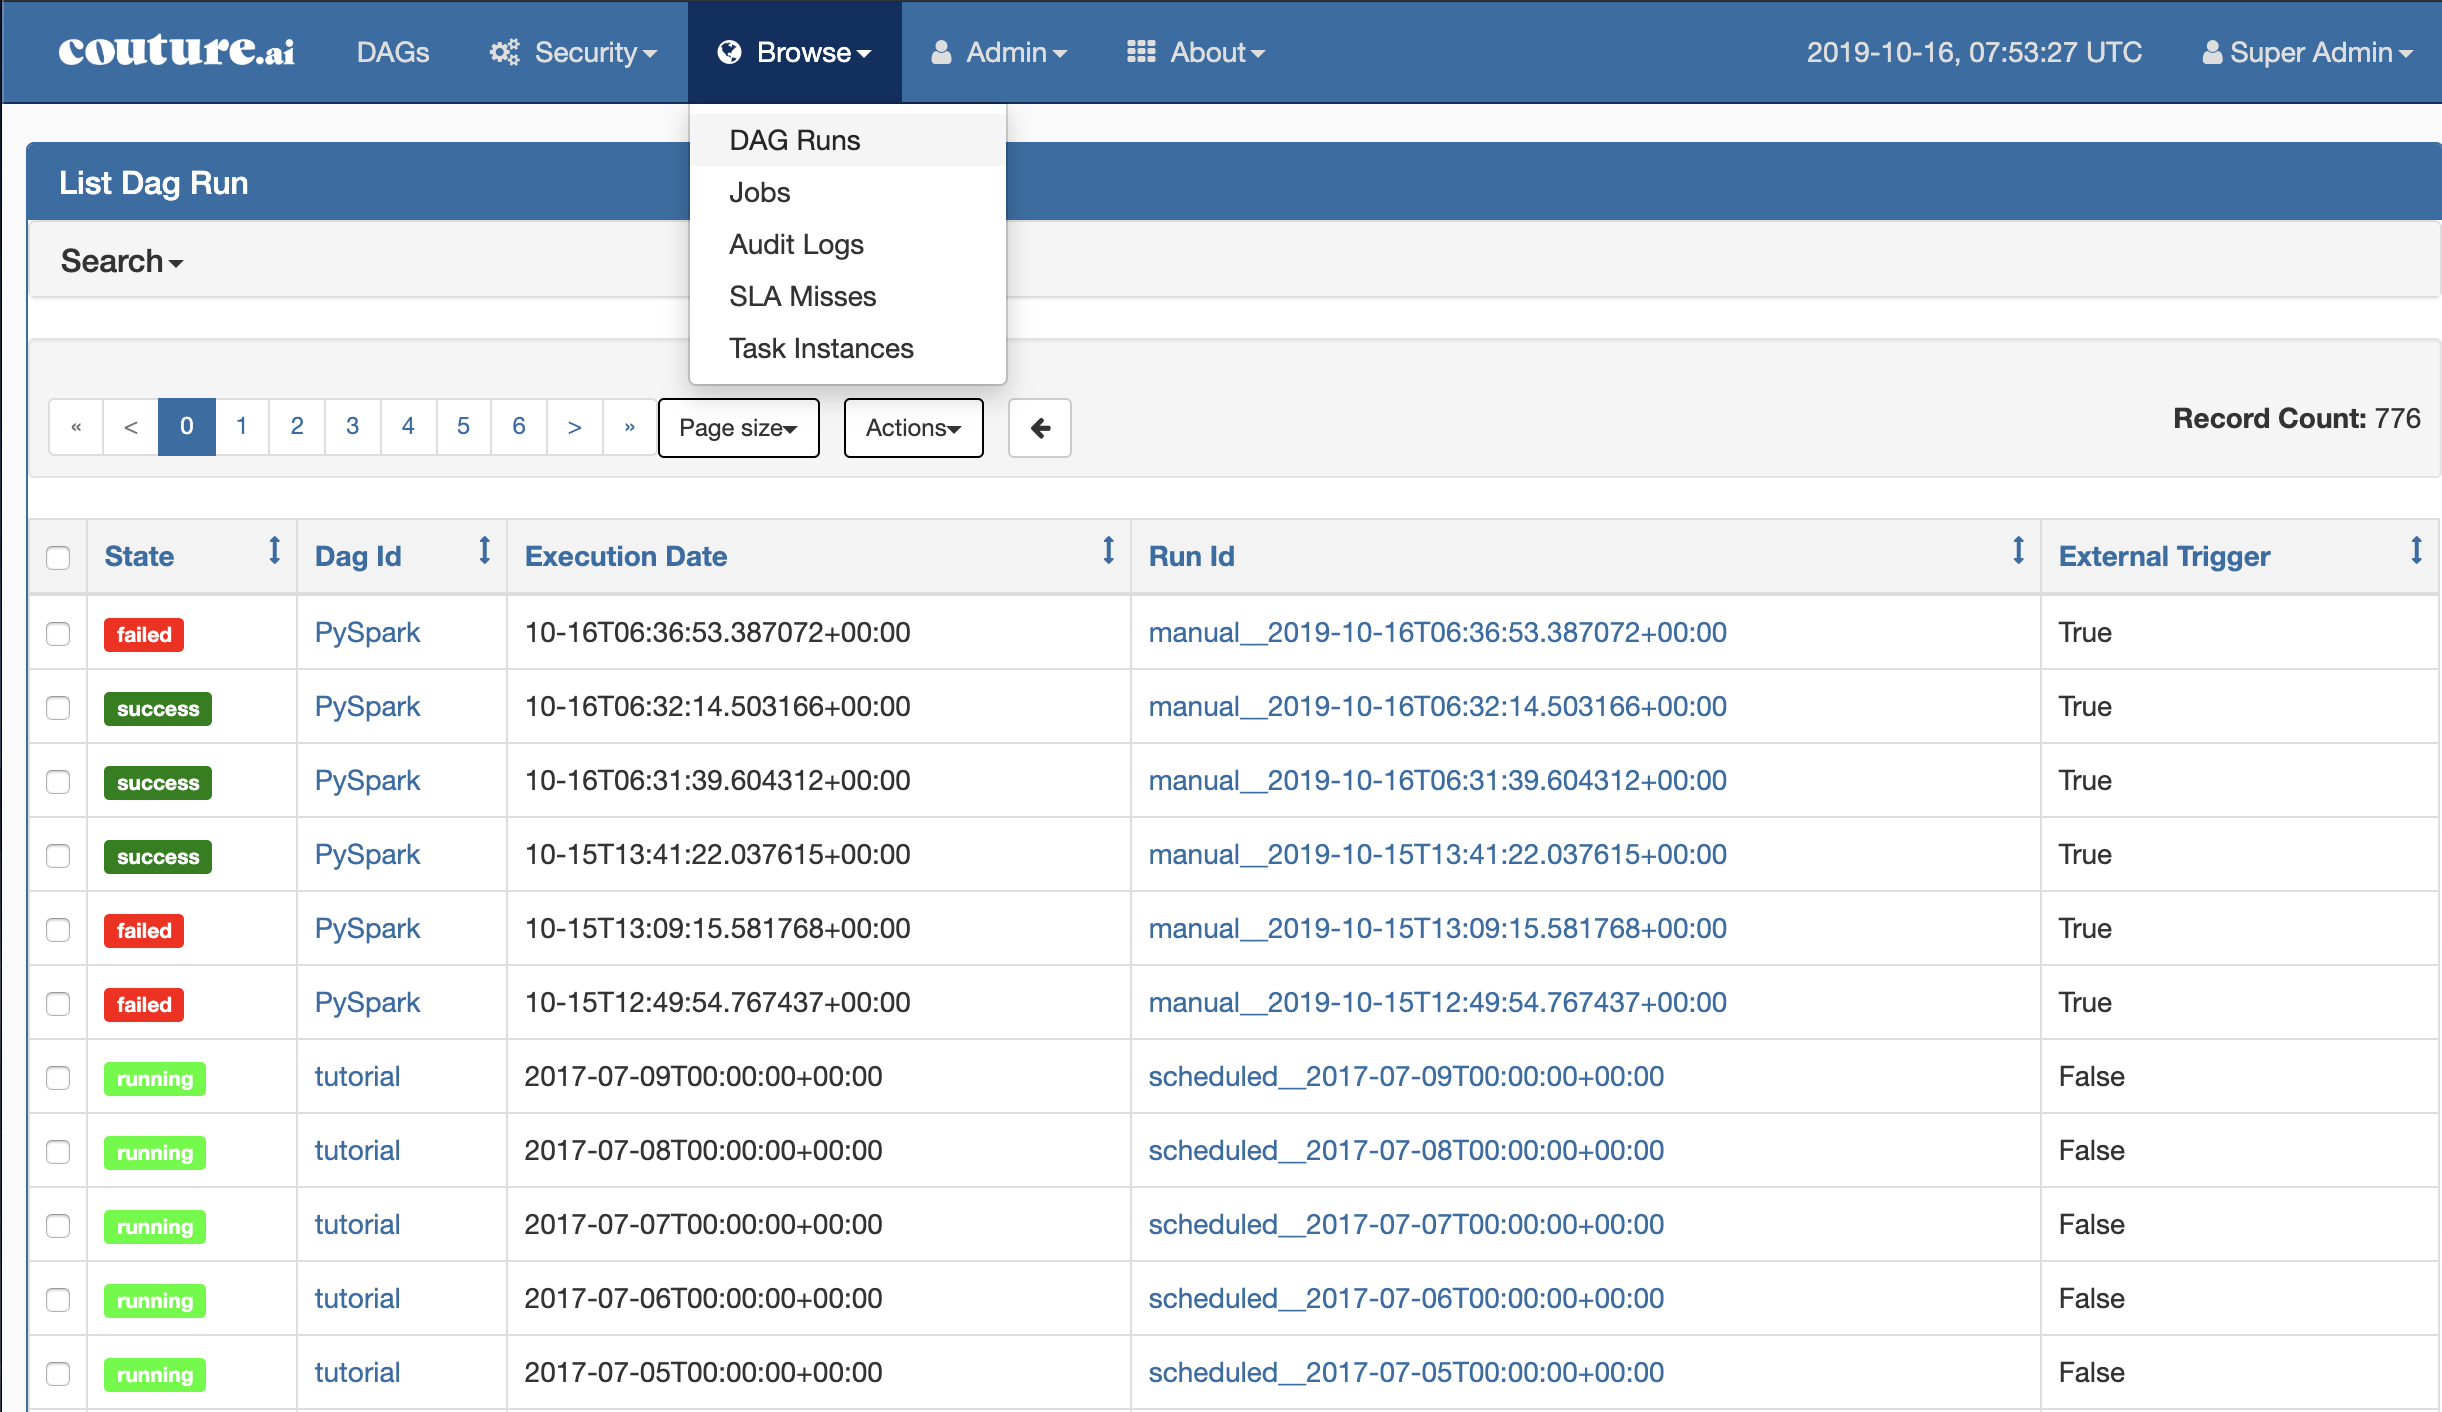 couture.ai DAGs Security Browse Admin About 2019-10-16, 07:53:27 UTC Super Admin
DAG Runs
Jobs
Audit Logs
SLA Misses
Task Instances
List Dag Run
Search
« < 0 1 2 3 4 5 6 > » Page size Actions Record Count: 776
State Dag Id Execution Date Run Id External Trigger
failed PySpark 10-16T06:36:53.387072+00:00 manual__2019-10-16T06:36:53.387072+00:00 True
success PySpark 10-16T06:32:14.503166+00:00 manual__2019-10-16T06:32:14.503166+00:00 True
success PySpark 10-16T06:31:39.604312+00:00 manual__2019-10-16T06:31:39.604312+00:00 True
success PySpark 10-15T13:41:22.037615+00:00 manual__2019-10-15T13:41:22.037615+00:00 True
failed PySpark 10-15T13:09:15.581768+00:00 manual__2019-10-15T13:09:15.581768+00:00 True
failed PySpark 10-15T12:49:54.767437+00:00 manual__2019-10-15T12:49:54.767437+00:00 True
running tutorial 2017-07-09T00:00:00+00:00 scheduled__2017-07-09T00:00:00+00:00 False
running tutorial 2017-07-08T00:00:00+00:00 scheduled__2017-07-08T00:00:00+00:00 False
running tutorial 2017-07-07T00:00:00+00:00 scheduled__2017-07-07T00:00:00+00:00 False
running tutorial 2017-07-06T00:00:00+00:00 scheduled__2017-07-06T00:00:00+00:00 False
running tutorial 2017-07-05T00:00:00+00:00 scheduled__2017-07-05T00:00:00+00:00 False